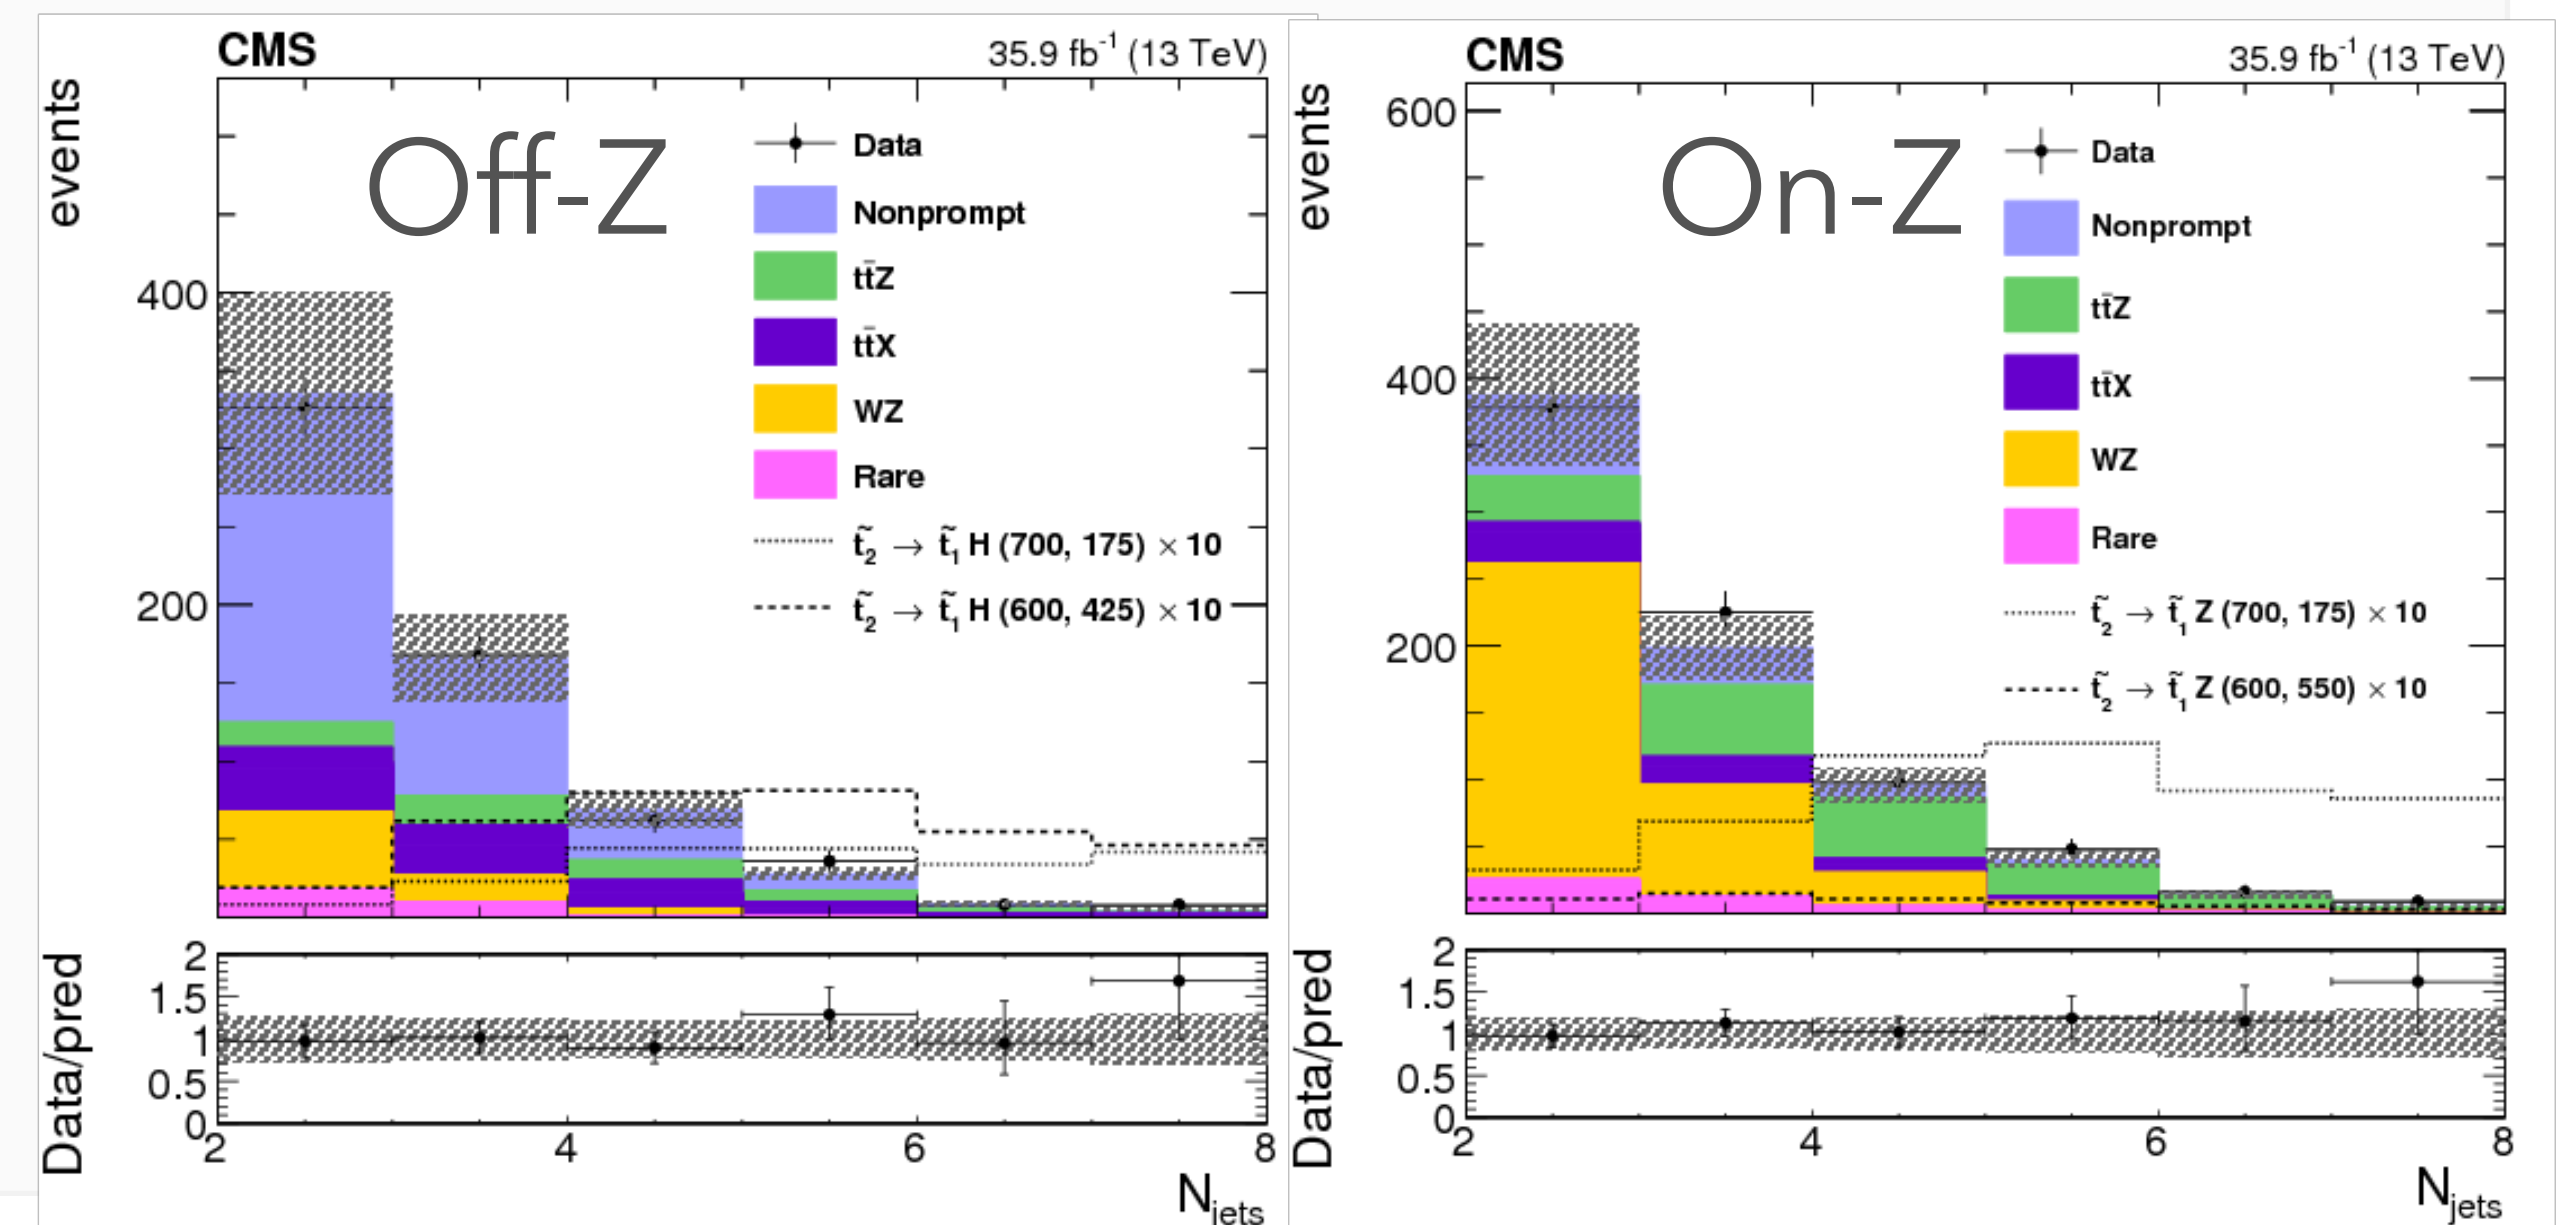 CMS
35.9 fb⁻¹ (13 TeV)
events
Off-Z
400
200
Data
Nonprompt
tt̄Z
tt̄X
WZ
Rare
t̃₂ → t̃₁ H (700, 175) × 10
t̃₂ → t̃₁ H (600, 425) × 10
Data/pred
2
1.5
1
0.5
0
2 4 6 8
N_jets
CMS
35.9 fb⁻¹ (13 TeV)
events
On-Z
600
400
200
Data
Nonprompt
tt̄Z
tt̄X
WZ
Rare
t̃₂ → t̃₁ Z (700, 175) × 10
t̃₂ → t̃₁ Z (600, 550) × 10
Data/pred
2
1.5
1
0.5
0
2 4 6 8
N_jets